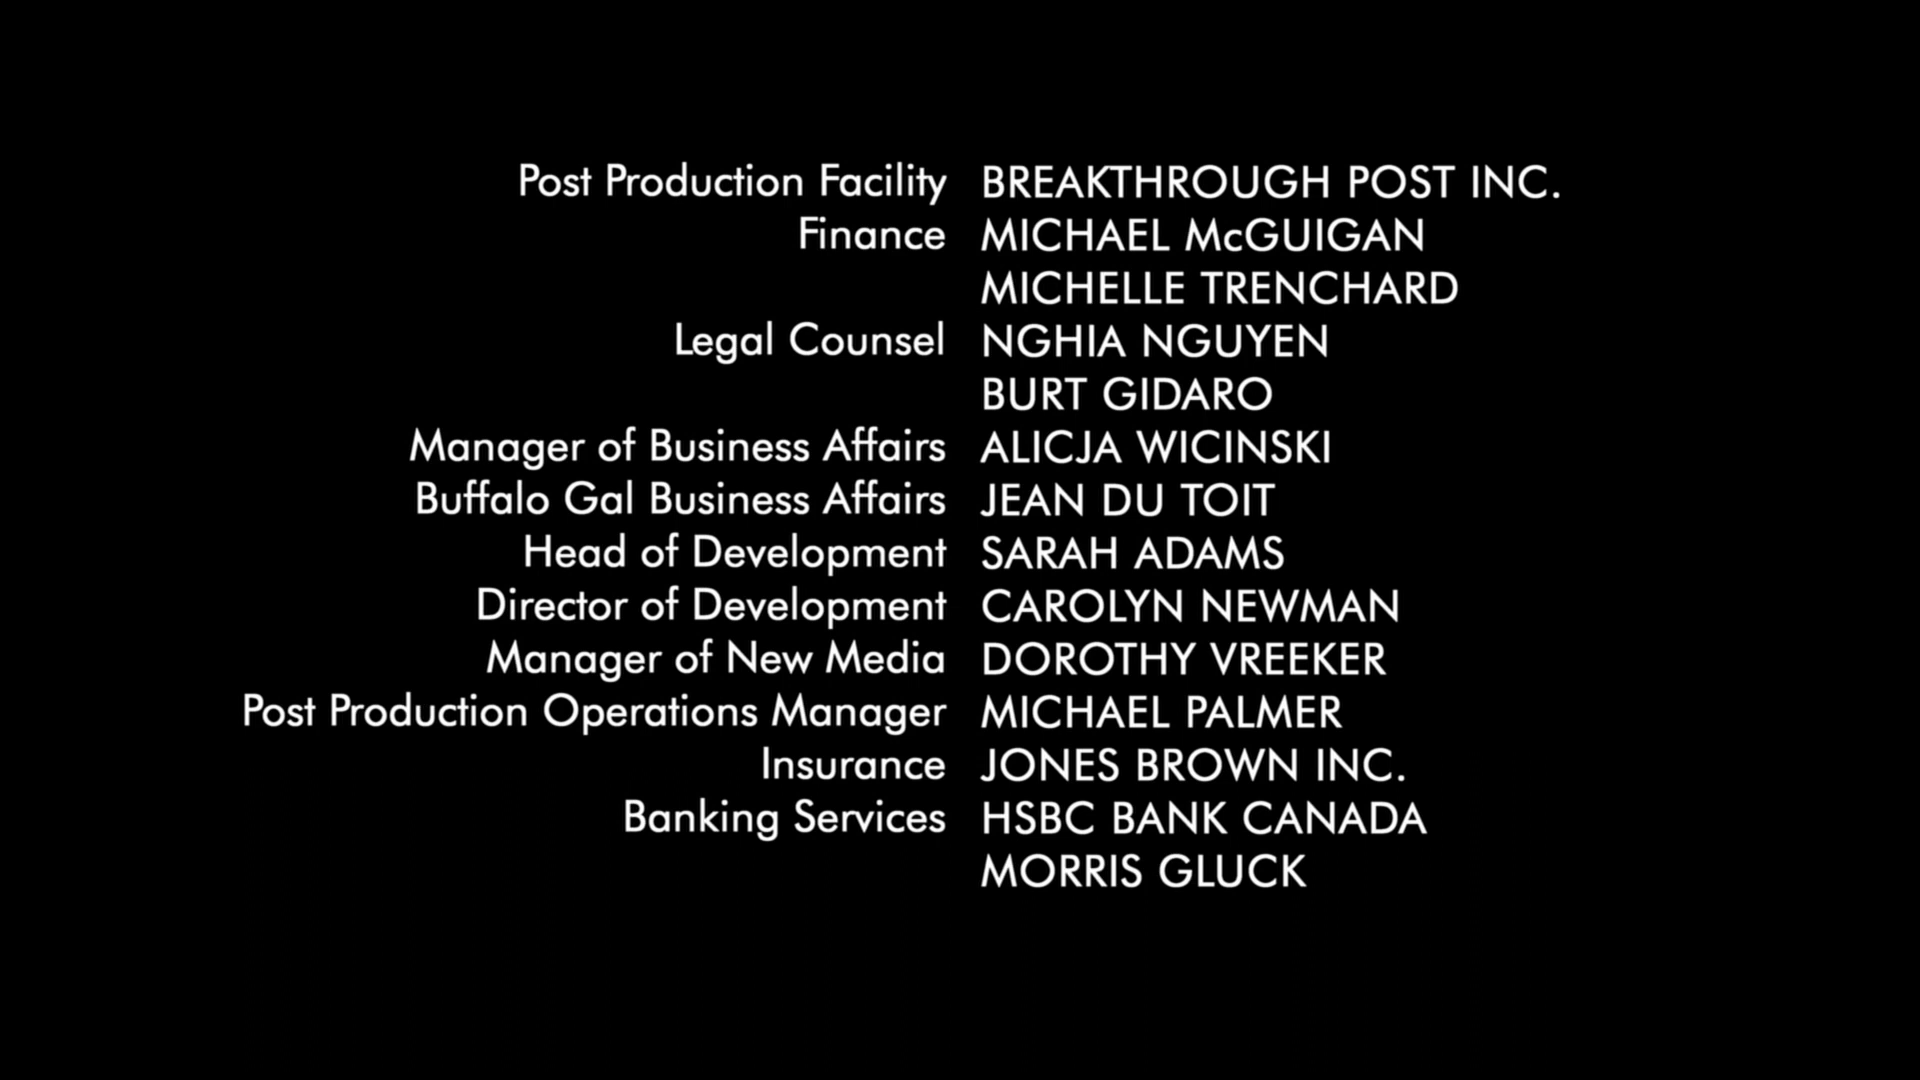 Post Production Facility BREAKTHROUGH POST INC.
Finance MICHAEL McGUIGAN
MICHELLE TRENCHARD
Legal Counsel NGHIA NGUYEN
BURT GIDARO
Manager of Business Affairs ALICJA WICINSKI
Buffalo Gal Business Affairs JEAN DU TOIT
Head of Development SARAH ADAMS
Director of Development CAROLYN NEWMAN
Manager of New Media DOROTHY VREEKER
Post Production Operations Manager MICHAEL PALMER
Insurance JONES BROWN INC.
Banking Services HSBC BANK CANADA
MORRIS GLUCK